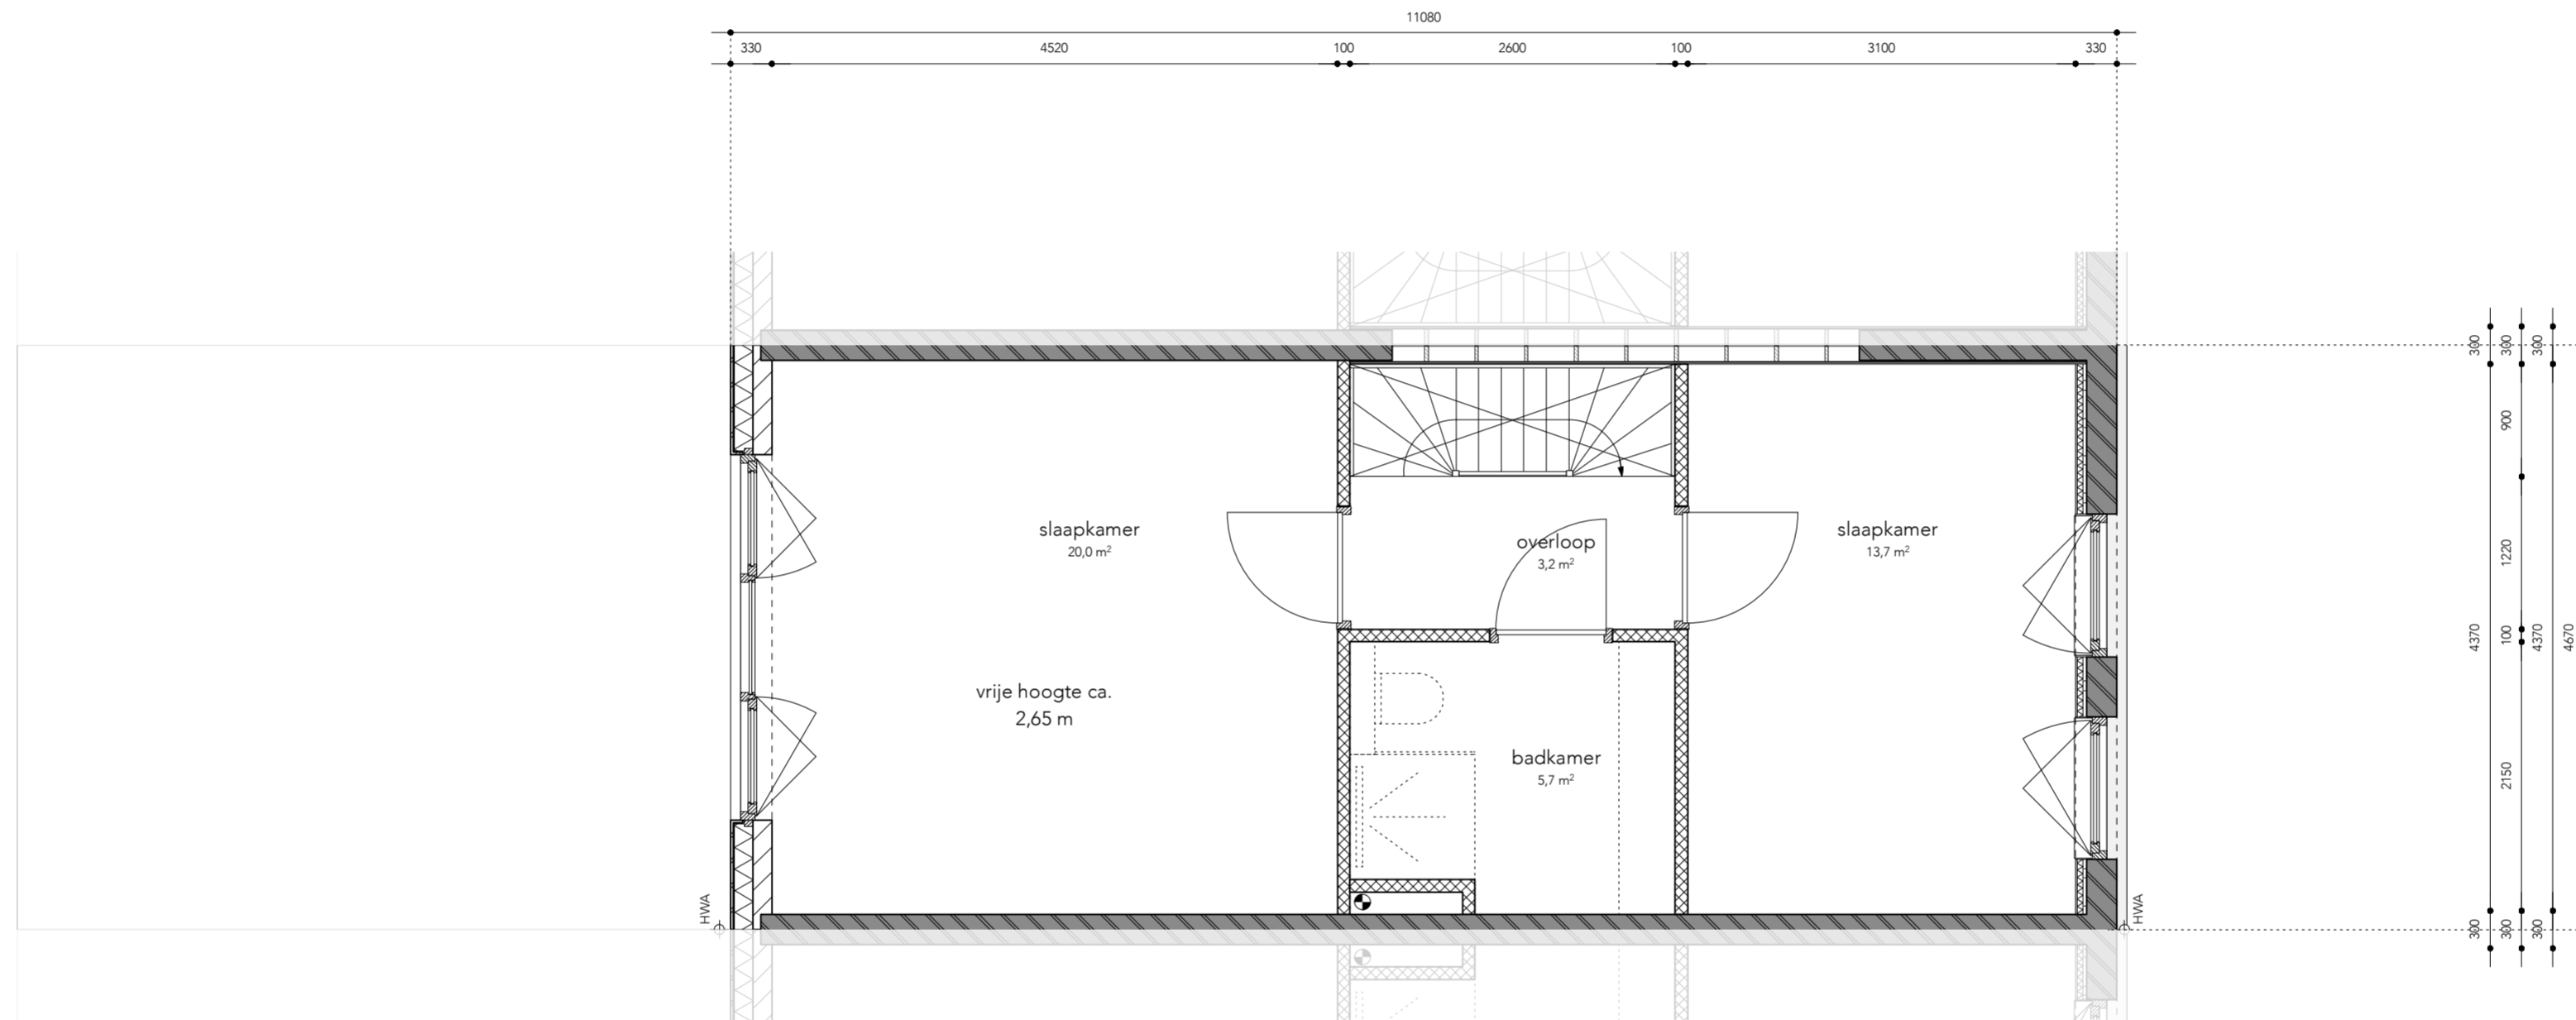 11080
330 4520 100 2600 100 3100 330
slaapkamer
20,0 m²
overloop
3,2 m²
slaapkamer
13,7 m²
vrije hoogte ca.
2,65 m
badkamer
5,7 m²
HWA
HWA
300 300 300
900
1220
4370 100 4370 4670
2150
300 300 300